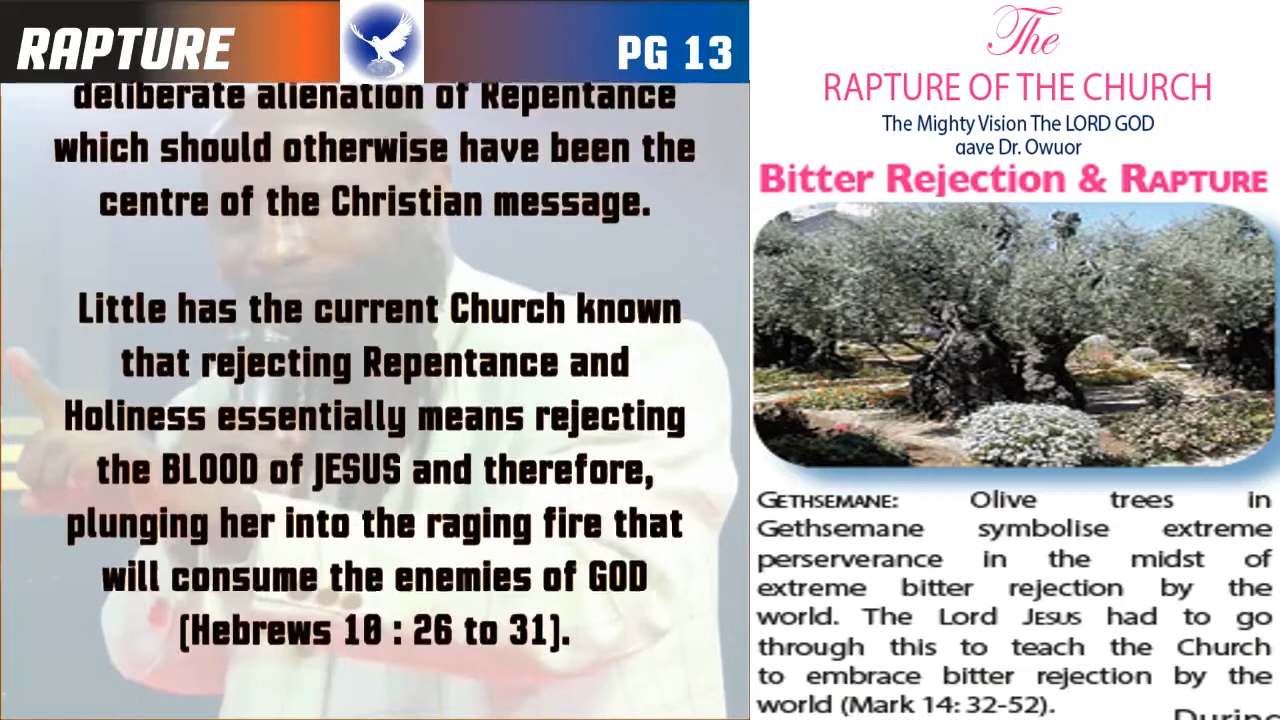 RAPTURE
PG 13
deliberate alienation of Repentance
which should otherwise have been the
centre of the Christian message.
Little has the current Church known
that rejecting Repentance and
Holiness essentially means rejecting
the BLOOD of JESUS and therefore,
plunging her into the raging fire that
will consume the enemies of GOD
(Hebrews 10 : 26 to 31).
The
RAPTURE OF THE CHURCH
The Mighty Vision The LORD GOD
gave Dr. Owuor
Bitter Rejection & RAPTURE
GETHSEMANE: Olive trees in
Gethsemane symbolise extreme
perserverance in the midst of
extreme bitter rejection by the
world. The Lord JESUS had to go
through this to teach the Church
to embrace bitter rejection by the
world (Mark 14: 32-52).
During